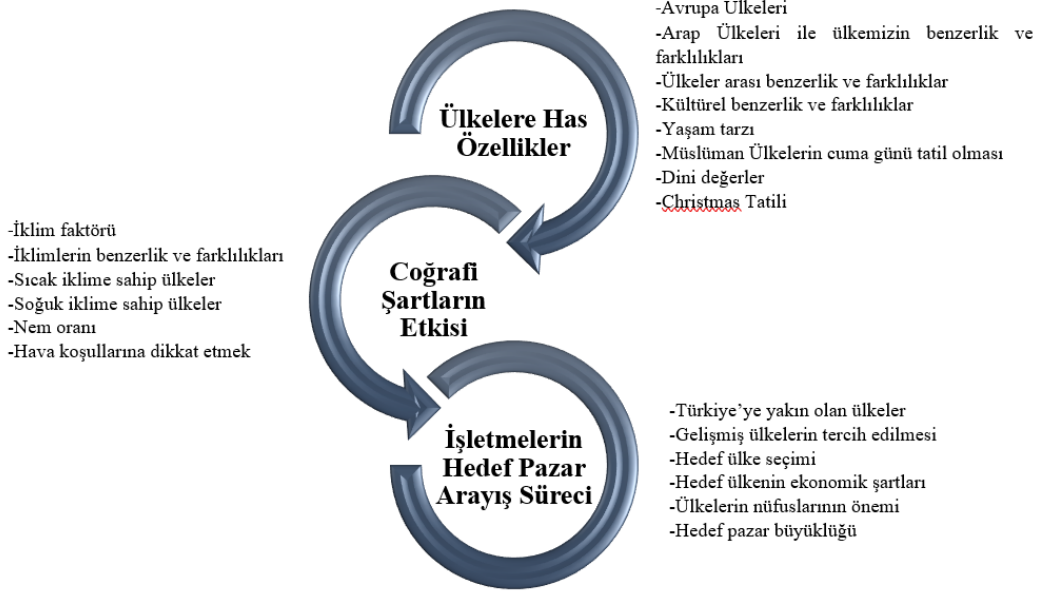 -Avrupa Ülkeleri
-Arap Ülkeleri ile ülkemizin benzerlik ve
farklılıkları
-Ülkeler arası benzerlik ve farklılıklar
-Kültürel benzerlik ve farklılıklar
-Yaşam tarzı
-Müslüman Ülkelerin cuma günü tatil olması
-Dini değerler
-Christmas Tatili
Ülkelere Has
Özellikler
-İklim faktörü
-İklimlerin benzerlik ve farklılıkları
-Sıcak iklime sahip ülkeler
-Soğuk iklime sahip ülkeler
-Nem oranı
-Hava koşullarına dikkat etmek
Coğrafi
Şartların
Etkisi
İşletmelerin
Hedef Pazar
Arayış Süreci
-Türkiye’ye yakın olan ülkeler
-Gelişmiş ülkelerin tercih edilmesi
-Hedef ülke seçimi
-Hedef ülkenin ekonomik şartları
-Ülkelerin nüfuslarının önemi
-Hedef pazar büyüklüğü